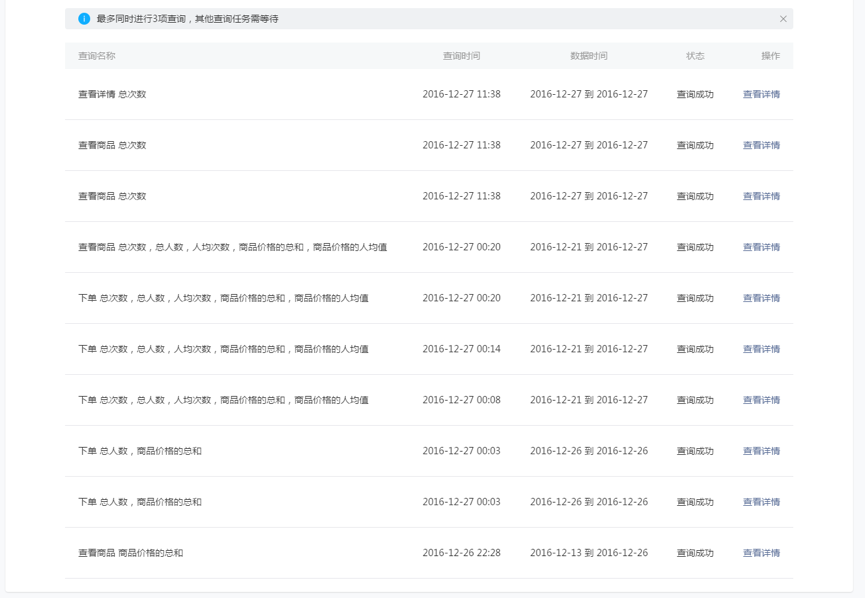 最多同时进行3项查询，其他查询任务需等待
查询名称 查询时间 数据时间 状态 操作
查看详情 总次数 2016-12-27 11:38 2016-12-27 到 2016-12-27 查询成功 查看详情
查看商品 总次数 2016-12-27 11:38 2016-12-27 到 2016-12-27 查询成功 查看详情
查看商品 总次数 2016-12-27 11:38 2016-12-27 到 2016-12-27 查询成功 查看详情
查看商品 总次数，总人数，人均次数，商品价格的总和，商品价格的人均值 2016-12-27 00:20 2016-12-21 到 2016-12-27 查询成功 查看详情
下单 总次数，总人数，人均次数，商品价格的总和，商品价格的人均值 2016-12-27 00:20 2016-12-21 到 2016-12-27 查询成功 查看详情
下单 总次数，总人数，人均次数，商品价格的总和，商品价格的人均值 2016-12-27 00:14 2016-12-21 到 2016-12-27 查询成功 查看详情
下单 总次数，总人数，人均次数，商品价格的总和，商品价格的人均值 2016-12-27 00:08 2016-12-21 到 2016-12-27 查询成功 查看详情
下单 总人数，商品价格的总和 2016-12-27 00:03 2016-12-26 到 2016-12-26 查询成功 查看详情
下单 总人数，商品价格的总和 2016-12-27 00:03 2016-12-26 到 2016-12-26 查询成功 查看详情
查看商品 商品价格的总和 2016-12-26 22:28 2016-12-13 到 2016-12-26 查询成功 查看详情